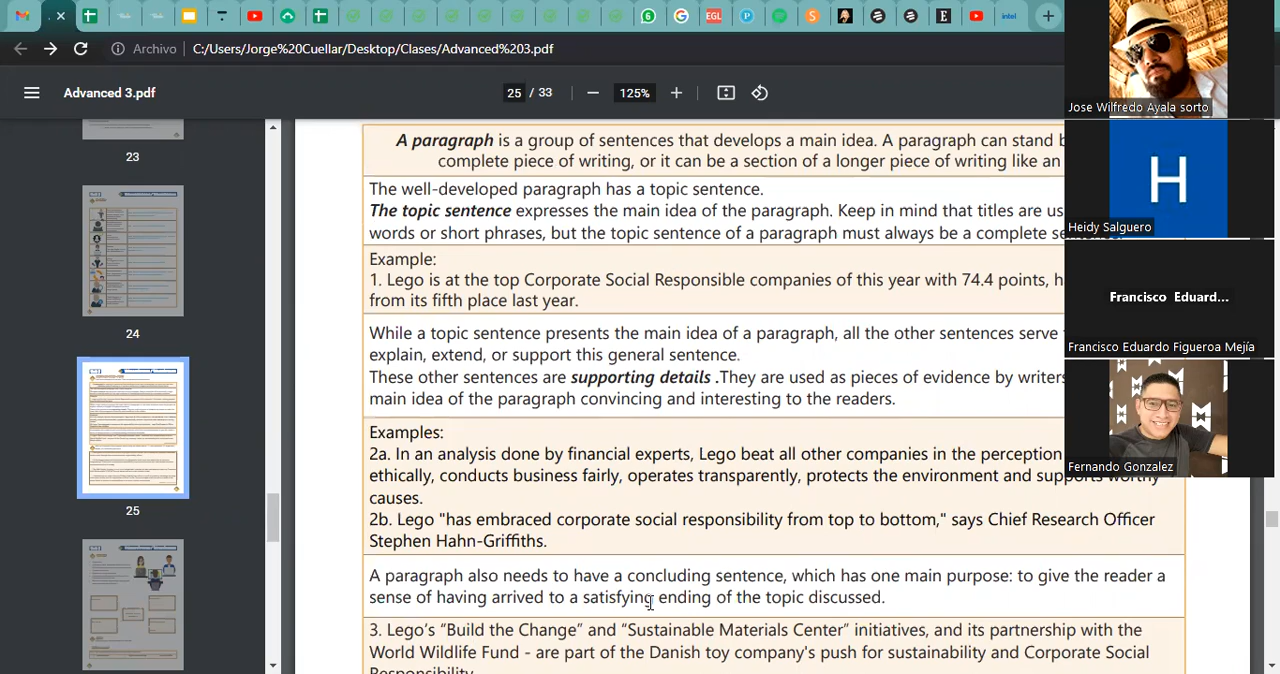 EGL
intel
Archivo
C:/Users/Jorge%20Cuellar/Desktop/Clases/Advanced%203.pdf
Advanced 3.pdf
25 / 33
125%
23
24
25
A paragraph is a group of sentences that develops a main idea. A paragraph can stand
complete piece of writing, or it can be a section of a longer piece of writing like an
The well-developed paragraph has a topic sentence.
The topic sentence expresses the main idea of the paragraph. Keep in mind that titles are
words or short phrases, but the topic sentence of a paragraph must always be a complete
Example:
1. Lego is at the top Corporate Social Responsible companies of this year with 74.4 points,
from its fifth place last year.
While a topic sentence presents the main idea of a paragraph, all the other sentences serve
explain, extend, or support this general sentence.
These other sentences are supporting details .They are used as pieces of evidence by writers
main idea of the paragraph convincing and interesting to the readers.
Examples:
2a. In an analysis done by financial experts, Lego beat all other companies in the perception
ethically, conducts business fairly, operates transparently, protects the environment and supports worthy
causes.
2b. Lego "has embraced corporate social responsibility from top to bottom," says Chief Research Officer
Stephen Hahn-Griffiths.
A paragraph also needs to have a concluding sentence, which has one main purpose: to give the reader a
sense of having arrived to a satisfying ending of the topic discussed.
3. Lego's “Build the Change” and “Sustainable Materials Center” initiatives, and its partnership with the
World Wildlife Fund - are part of the Danish toy company's push for sustainability and Corporate Social
Responsibility
Jose Wilfredo Ayala sorto
H
Heidy Salguero
Francisco Eduard...
Francisco Eduardo Figueroa Mejía
Fernando Gonzalez